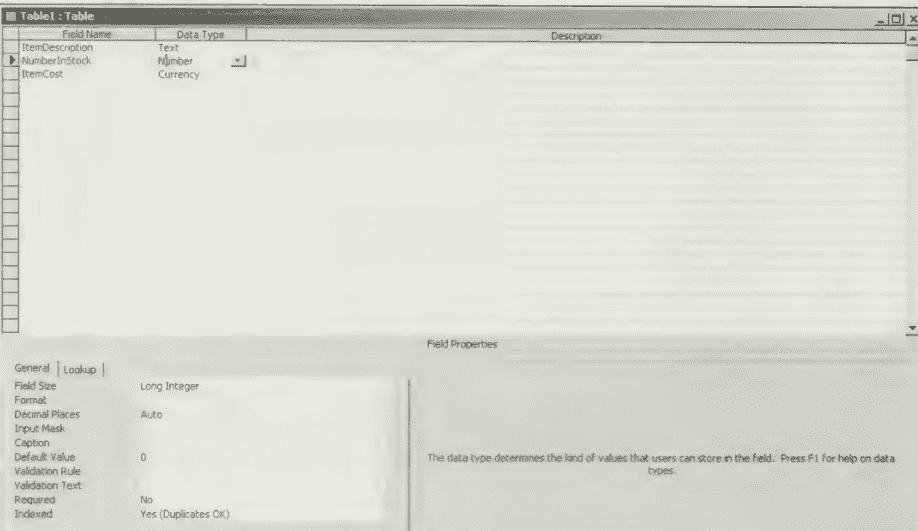 Table1 : Table
Field Name Data Type Description
ItemDescription Text
NumberInStock Number
ItemCost Currency
Field Properties
General Lookup
Field Size Long Integer
Format
Decimal Places Auto
Input Mask
Caption
Default Value 0
Validation Rule
Validation Text
Required No
Indexed Yes (Duplicates OK)
The data type determines the kind of values that users can store in the field. Press F1 for help on data
types.